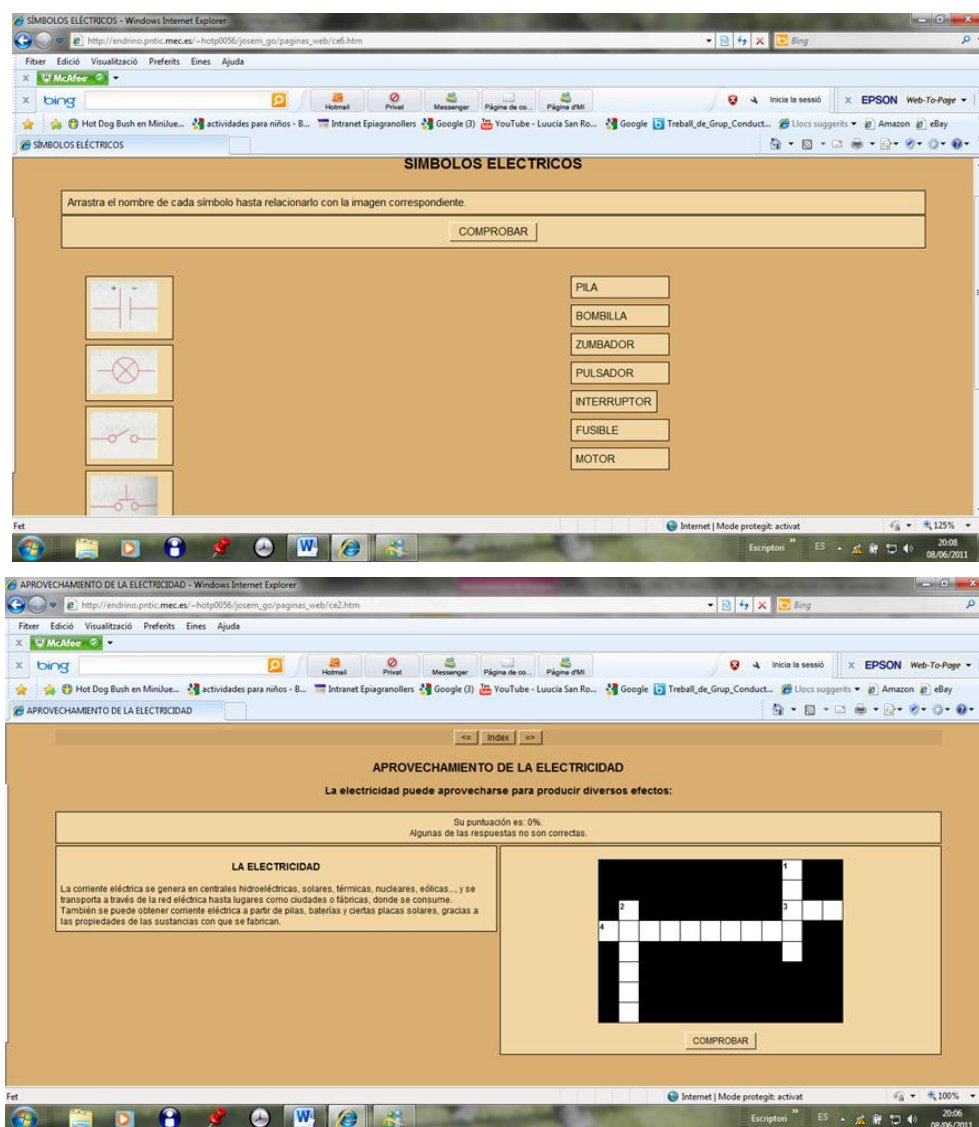 SÍMBOLOS ELÉCTRICOS - Windows Internet Explorer
http://endrino.pntic.mec.es/~hotp0056/josem_go/paginas_web/ce6.htm
Bing
Fitxer Edició Visualització Preferits Eines Ajuda
x McAfee
x bing Hotmail Privat Messenger Página de co... Página d'MI Inicia la sessió x EPSON Web-To-Page
Hot Dog Bush en MiniJue... actividades para niños - B... Intranet Epiagranollers Google (3) YouTube - Luucía San Ro... Google Treball_de_Grup_Conduct... Llocs suggerits Amazon eBay
SÍMBOLOS ELÉCTRICOS
SIMBOLOS ELECTRICOS
Arrastra el nombre de cada símbolo hasta relacionarlo con la imagen correspondiente.
COMPROBAR
+ -
PILA
BOMBILLA
ZUMBADOR
PULSADOR
INTERRUPTOR
FUSIBLE
MOTOR
Fet Internet | Mode protegit: activat 125%
Escriptori » ES 20:08
08/06/2011
APROVECHAMIENTO DE LA ELECTRICIDAD - Windows Internet Explorer
http://endrino.pntic.mec.es/~hotp0056/josem_go/paginas_web/ce2.htm
Bing
Fitxer Edició Visualització Preferits Eines Ajuda
x McAfee
x bing Hotmail Privat Messenger Página de co... Página d'MI Inicia la sessió x EPSON Web-To-Page
Hot Dog Bush en MiniJue... actividades para niños - B... Intranet Epiagranollers Google (3) YouTube - Luucía San Ro... Google Treball_de_Grup_Conduct... Llocs suggerits Amazon eBay
APROVECHAMIENTO DE LA ELECTRICIDAD
<= Index =>
APROVECHAMIENTO DE LA ELECTRICIDAD
La electricidad puede aprovecharse para producir diversos efectos:
Su puntuación es: 0%.
Algunas de las respuestas no son correctas.
LA ELECTRICIDAD
La corriente eléctrica se genera en centrales hidroeléctricas, solares, térmicas, nucleares, eólicas..., y se
transporta a través de la red eléctrica hasta lugares como ciudades o fábricas, donde se consume.
También se puede obtener corriente eléctrica a partir de pilas, baterías y ciertas placas solares, gracias a
las propiedades de las sustancias con que se fabrican.
1
2 3
4
COMPROBAR
Fet Internet | Mode protegit: activat 100%
Escriptori » ES 20:06
08/06/2011